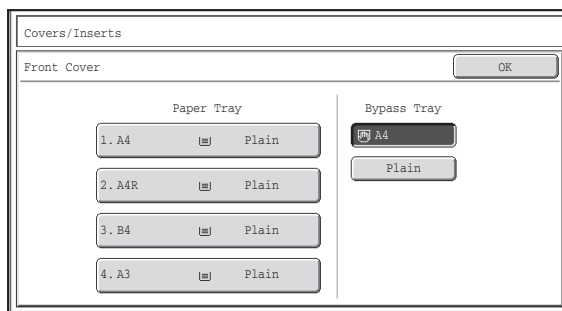 Covers/Inserts
Front Cover
OK
Paper Tray
1. A4 Plain
2. A4R Plain
3. B4 Plain
4. A3 Plain
Bypass Tray
A4
Plain